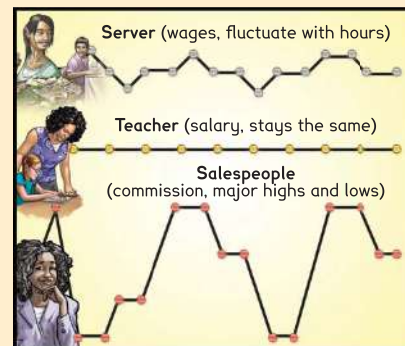 Server (wages, fluctuate with hours)
Teacher (salary, stays the same)
Salespeople
(commission, major highs and lows)